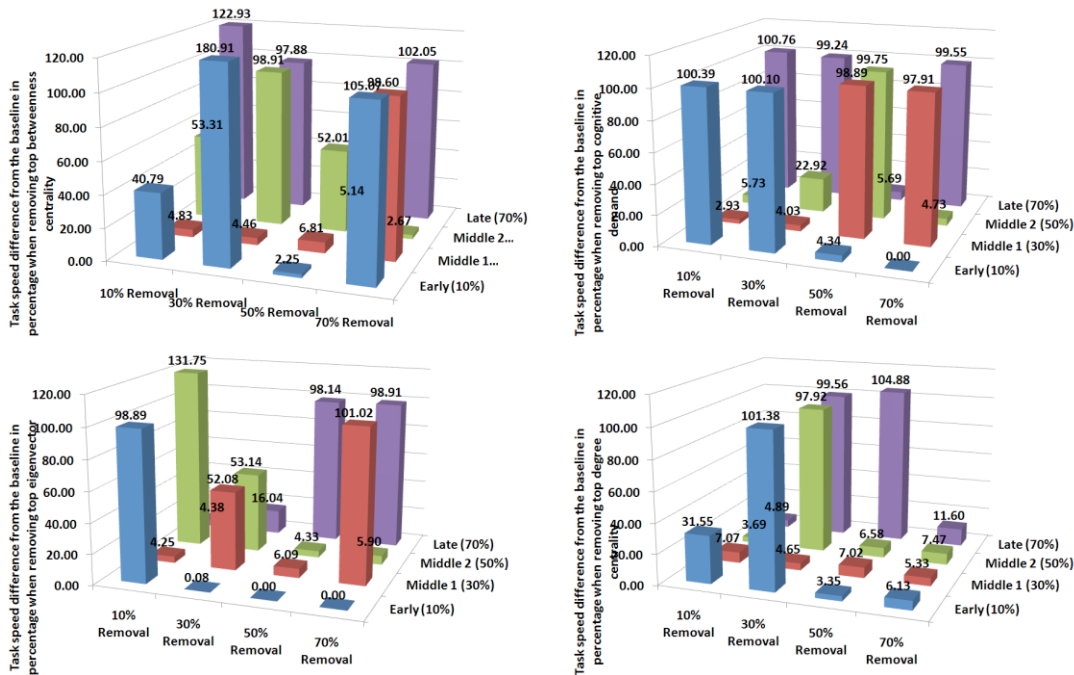 Task speed difference from the baseline in
percentage when removing top betweenness
centrality
120.00
100.00
80.00
60.00
40.00
20.00
0.00
122.93
180.91
98.91
97.88
102.05
105.07
98.60
53.31
52.01
40.79
5.14
4.83
4.46
6.81
2.67
2.25
10% Removal
30% Removal
50% Removal
70% Removal
Late (70%)
Middle 2...
Middle 1...
Early (10%)
Task speed difference from the baseline in
percentage when removing top cognitive
demand
120.00
100.00
80.00
60.00
40.00
20.00
0.00
100.39
100.76
100.10
99.24
98.89
99.75
97.91
99.55
5.73
22.92
5.69
2.93
4.03
4.73
4.34
0.00
10%
Removal
30%
Removal
50%
Removal
70%
Removal
Late (70%)
Middle 2 (50%)
Middle 1 (30%)
Early (10%)
Task speed difference from the baseline in
percentage when removing top eigenvector
120.00
100.00
80.00
60.00
40.00
20.00
0.00
131.75
98.89
98.14
98.91
101.02
52.08
53.14
4.38
16.04
4.25
4.33
5.90
6.09
0.08
0.00
0.00
10%
Removal
30%
Removal
50%
Removal
70%
Removal
Late (70%)
Middle 2 (50%)
Middle 1 (30%)
Early (10%)
Task speed difference from the baseline in
percentage when removing top degree
centrality
120.00
100.00
80.00
60.00
40.00
20.00
0.00
101.38
97.92
99.56
104.88
31.55
3.69
4.89
11.60
7.07
4.65
6.58
7.47
7.02
5.33
3.35
6.13
10%
Removal
30%
Removal
50%
Removal
70%
Removal
Late (70%)
Middle 2 (50%)
Middle 1 (30%)
Early (10%)